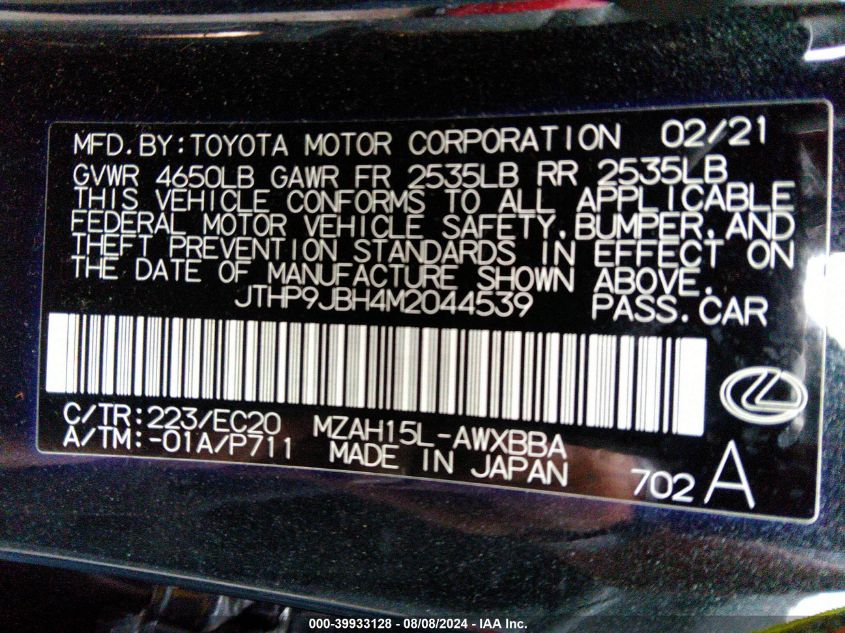 MFD.BY:TOYOTA MOTOR CORPORATION 02/21
GVWR 4650LB GAWR FR 2535LB RR 2535LB
THIS VEHICLE CONFORMS TO ALL APPLICABLE
FEDERAL MOTOR VEHICLE SAFETY,BUMPER,AND
THEFT PREVENTION STANDARDS IN EFFECT ON
THE DATE OF MANUFACTURE SHOWN ABOVE.
JTHP9JBH4M2044539 PASS.CAR
C/TR:223/EC20 MZAH15L-AWXBBA
A/TM:-01A/P711 MADE IN JAPAN
702 A
000-39933128 - 08/08/2024 - IAA Inc.